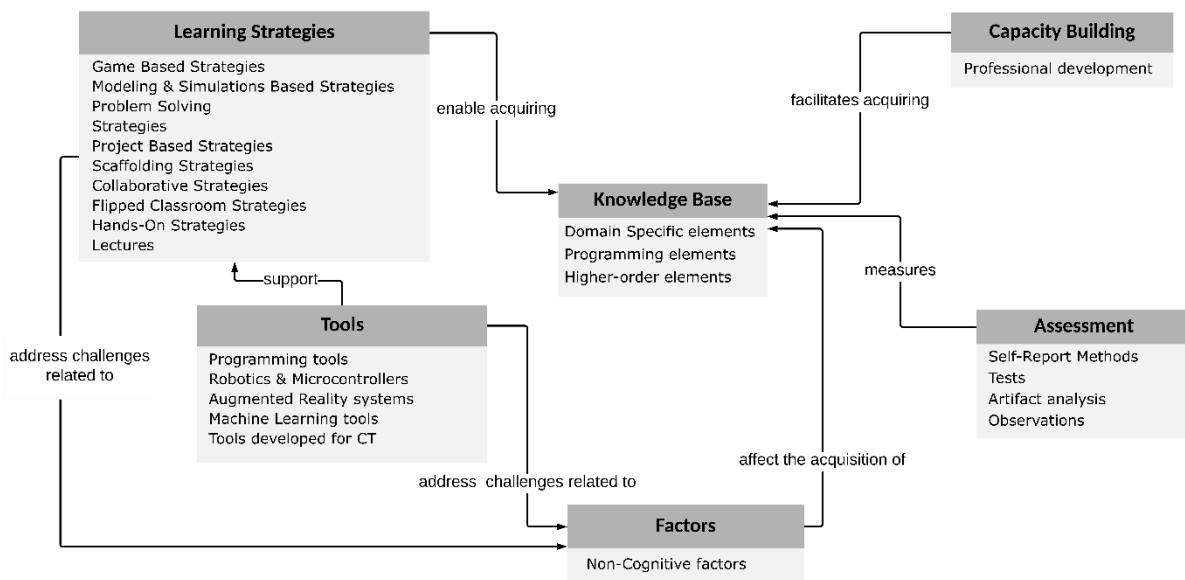 Learning Strategies
Game Based Strategies
Modeling & Simulations Based Strategies
Problem Solving
Strategies
Project Based Strategies
Scaffolding Strategies
Collaborative Strategies
Flipped Classroom Strategies
Hands-On Strategies
Lectures
enable acquiring
Capacity Building
Professional development
facilitates acquiring
Knowledge Base
Domain Specific elements
Programming elements
Higher-order elements
measures
support
Tools
Programming tools
Robotics & Microcontrollers
Augmented Reality systems
Machine Learning tools
Tools developed for CT
Assessment
Self-Report Methods
Tests
Artifact analysis
Observations
address challenges
related to
address challenges related to
affect the acquisition of
Factors
Non-Cognitive factors